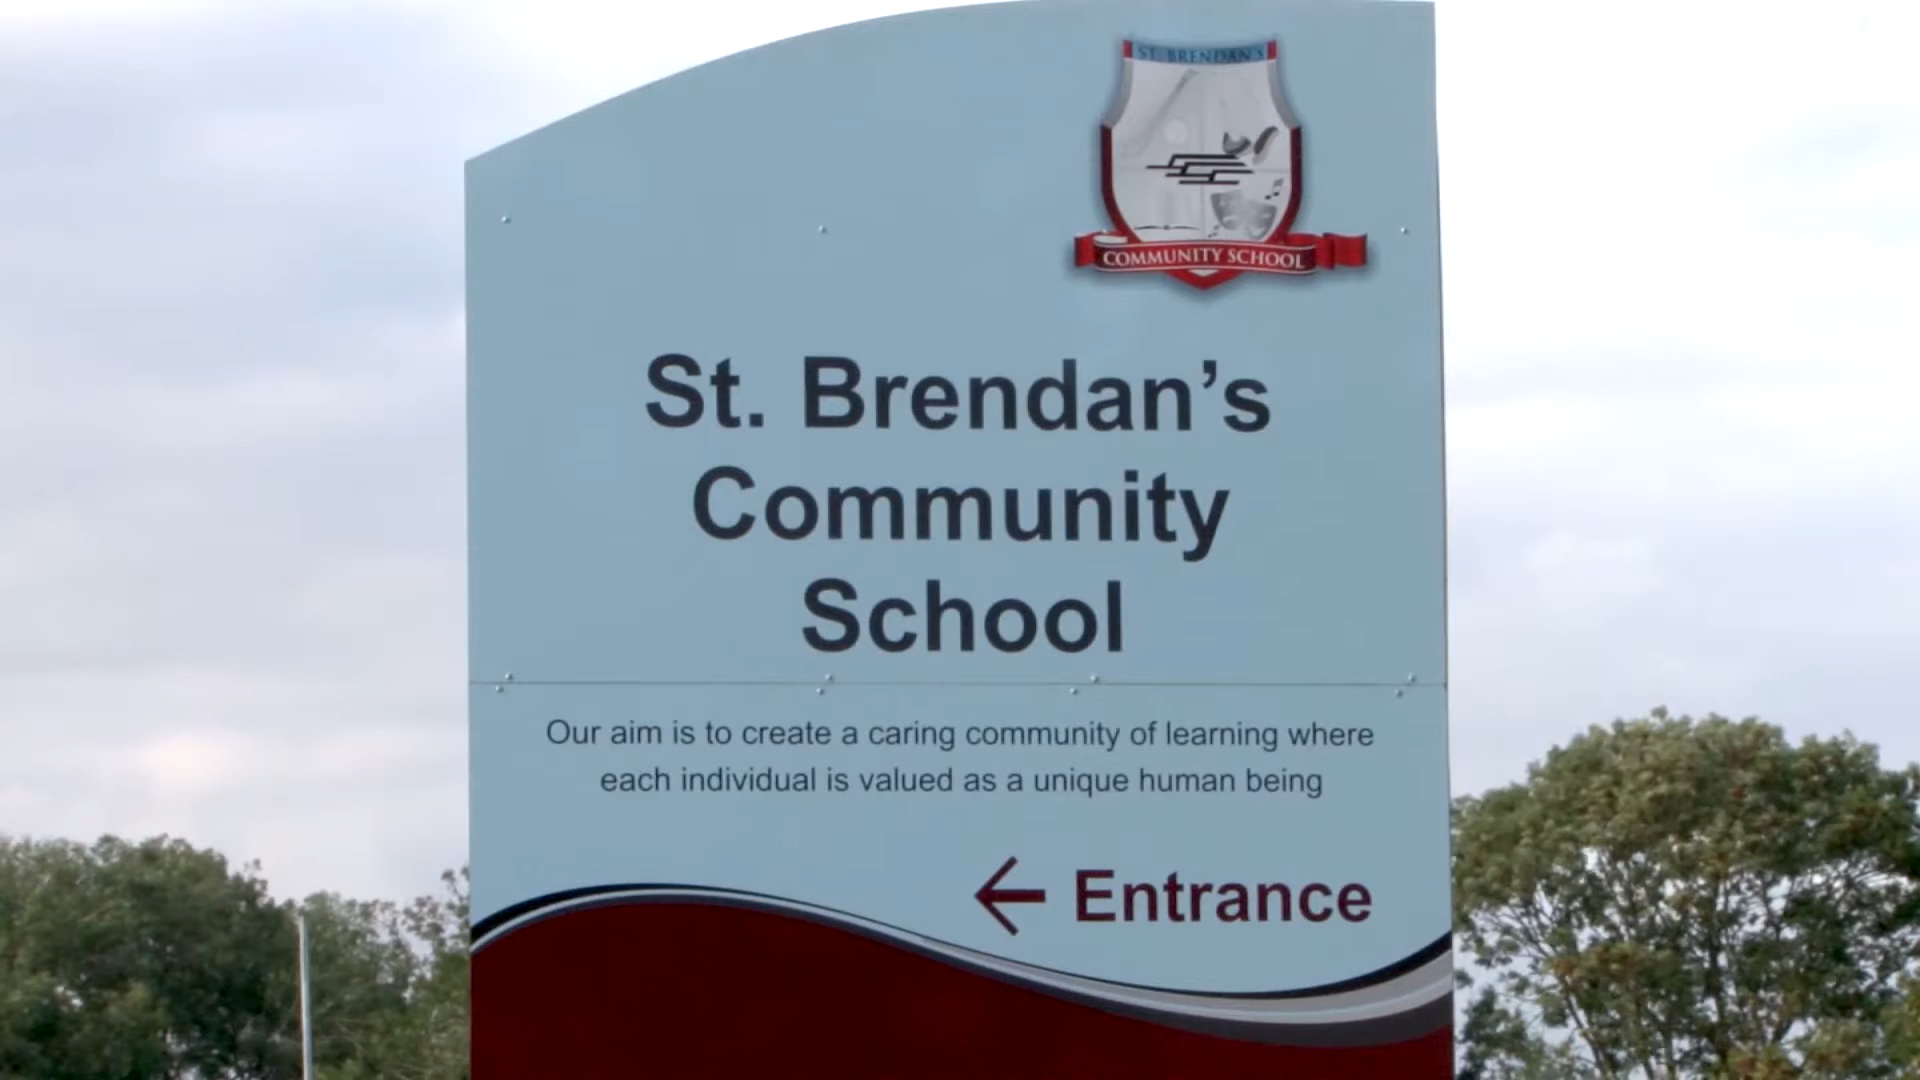 ST. BRENDAN'S
COMMUNITY SCHOOL
St. Brendan’s
Community
School
Our aim is to create a caring community of learning where
each individual is valued as a unique human being
← Entrance